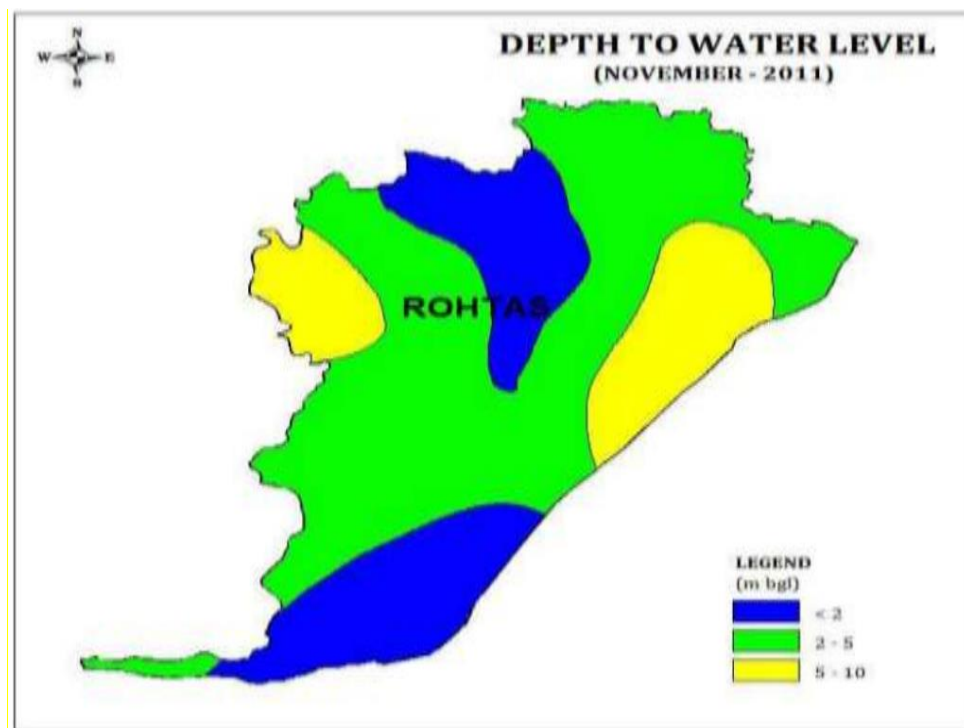 DEPTH TO WATER LEVEL
(NOVEMBER - 2011)
N
W E
S
ROHTAS
LEGEND
(m bgl)
< 2
2 - 5
5 - 10